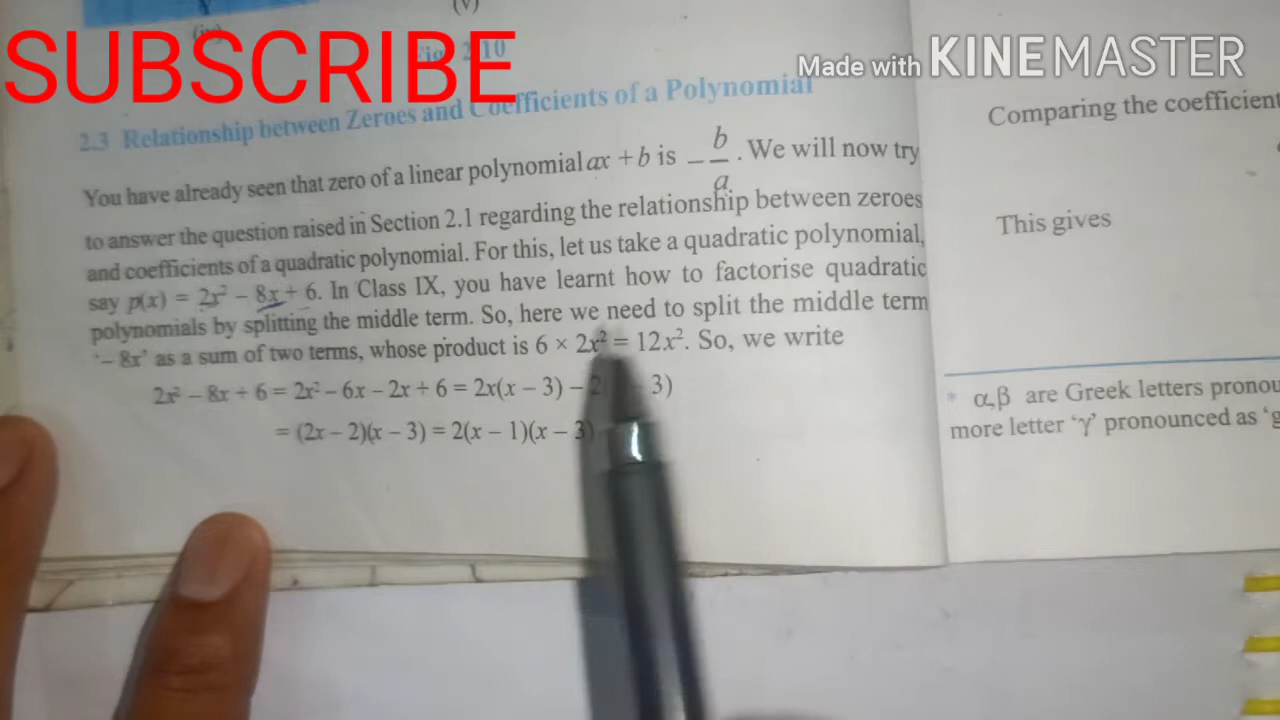 (v)
(iv)
SUBSCRIBE
Made with KINEMASTER
2.3 Relationship between Zeroes and Coefficients of a Polynomial
You have already seen that zero of a linear polynomial ax + b is – b/a . We will now try
to answer the question raised in Section 2.1 regarding the relationship between zeroes
and coefficients of a quadratic polynomial. For this, let us take a quadratic polynomial,
say p(x) = 2x² – 8x + 6. In Class IX, you have learnt how to factorise quadratic
polynomials by splitting the middle term. So, here we need to split the middle term
‘– 8x’ as a sum of two terms, whose product is 6 × 2x² = 12x². So, we write
2x² – 8x + 6 = 2x² – 6x – 2x + 6 = 2x(x – 3) – 2 3)
= (2x – 2)(x – 3) = 2(x – 1)(x – 3)
Comparing the coefficient
This gives
* α,β are Greek letters
more letter ‘γ’ pronounced as